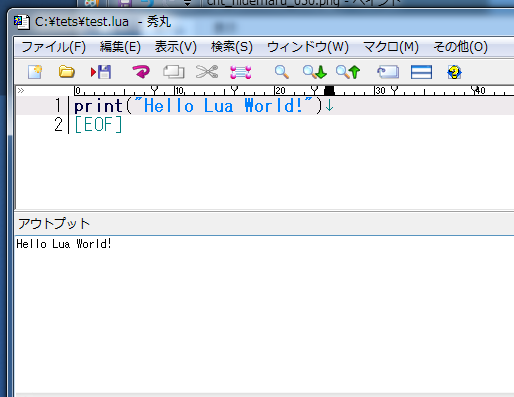 cnt_hidemaru_050.png - ペイント
C:¥tets¥test.lua - 秀丸
ファイル(F) 編集(E) 表示(V) 検索(S) ウィンドウ(W) マクロ(M) その他(O)
0 10 20 30 40
1 print("Hello Lua World!")↓
2 [EOF]
アウトプット
Hello Lua World!